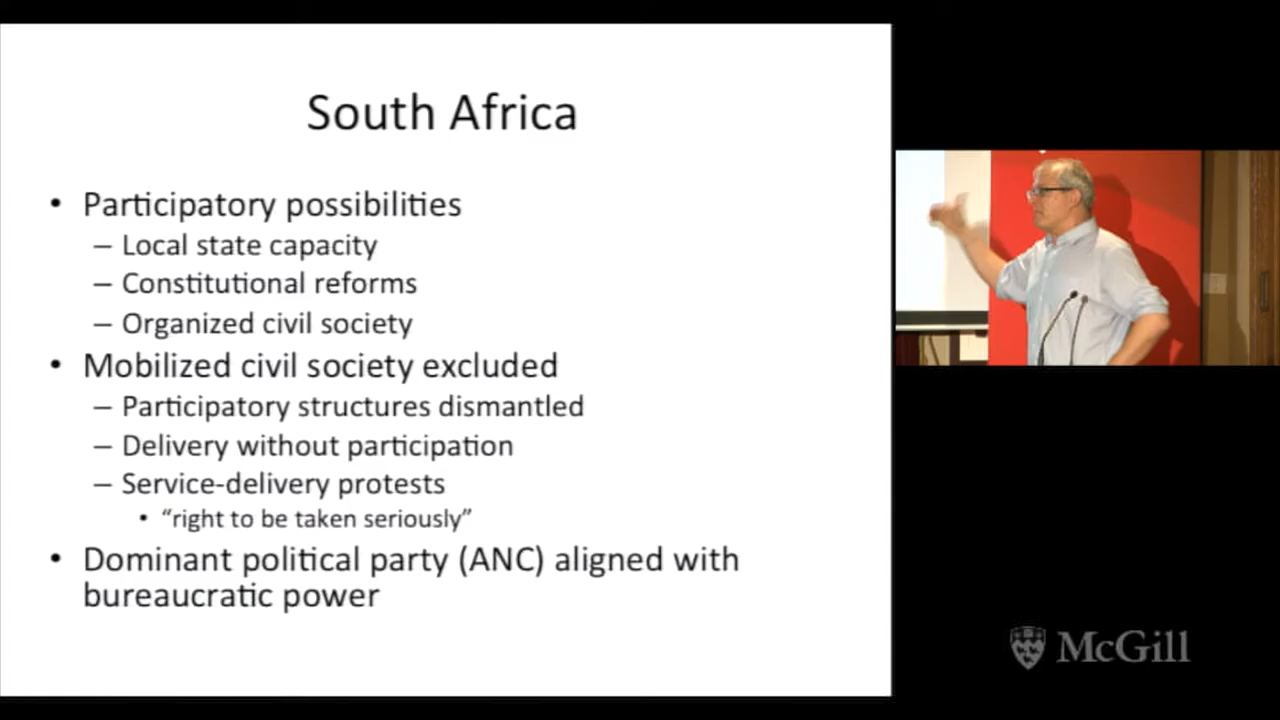 South Africa
• Participatory possibilities
– Local state capacity
– Constitutional reforms
– Organized civil society
• Mobilized civil society excluded
– Participatory structures dismantled
– Delivery without participation
– Service-delivery protests
• “right to be taken seriously”
• Dominant political party (ANC) aligned with
bureaucratic power
McGill